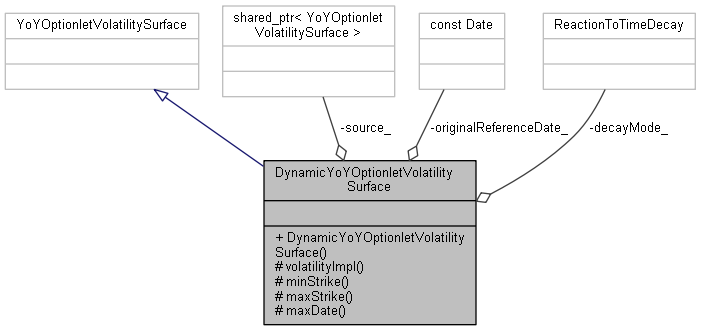 YoYOptionletVolatilitySurface
shared_ptr< YoYOptionlet
VolatilitySurface >
const Date
ReactionToTimeDecay
-source_
-originalReferenceDate_
-decayMode_
DynamicYoYOptionletVolatility
Surface
+ DynamicYoYOptionletVolatility
Surface()
# volatilityImpl()
# minStrike()
# maxStrike()
# maxDate()